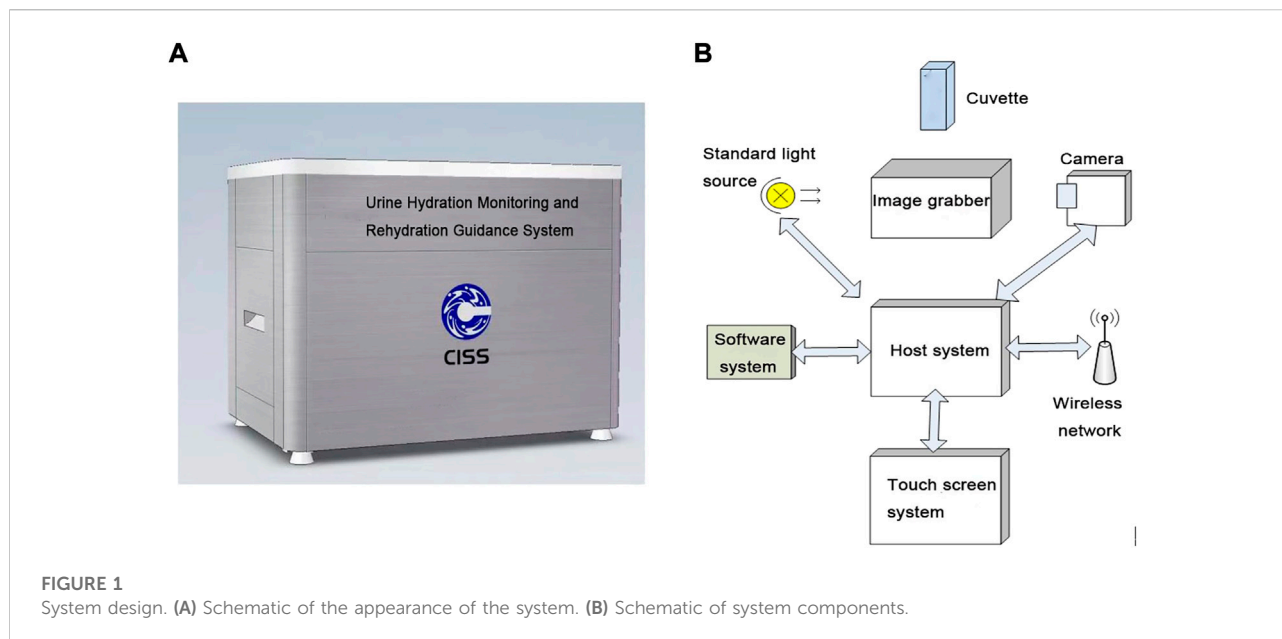 A
Urine Hydration Monitoring and
Rehydration Guidance System
CISS
B
Cuvette
Standard light
source
Image grabber
Camera
Software
system
Host system
Wireless
network
Touch screen
system
FIGURE 1
System design. (A) Schematic of the appearance of the system. (B) Schematic of system components.